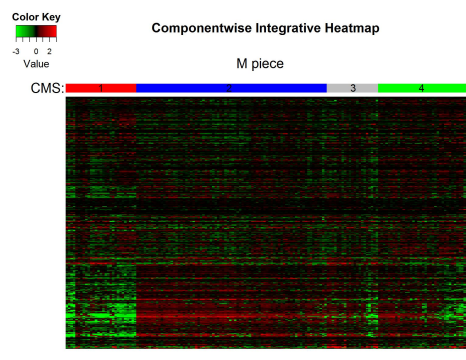 Color Key
-3 0 2
Value
Componentwise Integrative Heatmap
M piece
CMS: 1 2 3 4